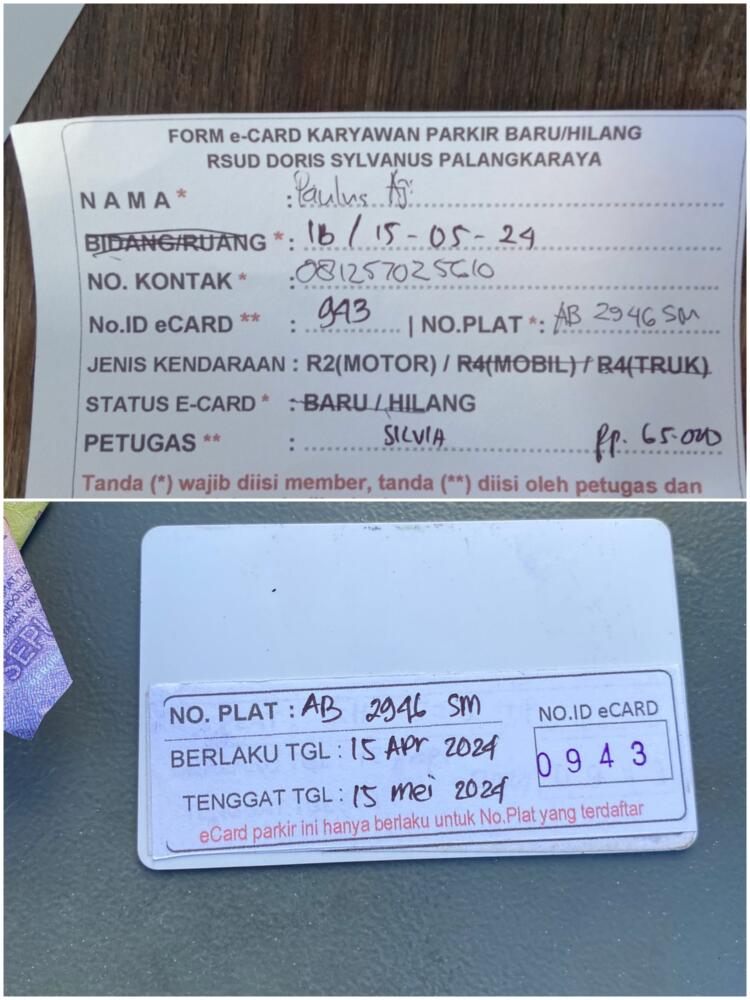 FORM e-CARD KARYAWAN PARKIR BARU/HILANG
RSUD DORIS SYLVANUS PALANGKARAYA
NAMA * : Paulus Aji
BIDANG/RUANG * : 1B / 15-05-24
NO. KONTAK * : 081257025610
No.ID eCARD ** : 943 | NO.PLAT * : AB 2946 SM
JENIS KENDARAAN : R2(MOTOR) / R4(MOBIL) / R4(TRUK)
STATUS E-CARD * : BARU / HILANG
PETUGAS ** : SILVIA Rp. 65.000
Tanda (*) wajib diisi member, tanda (**) diisi oleh petugas dan
SEPU
NO. PLAT : AB 2946 SM
NO.ID eCARD
BERLAKU TGL : 15 Apr 2024
0943
TENGGAT TGL : 15 mei 2024
eCard parkir ini hanya berlaku untuk No.Plat yang terdaftar